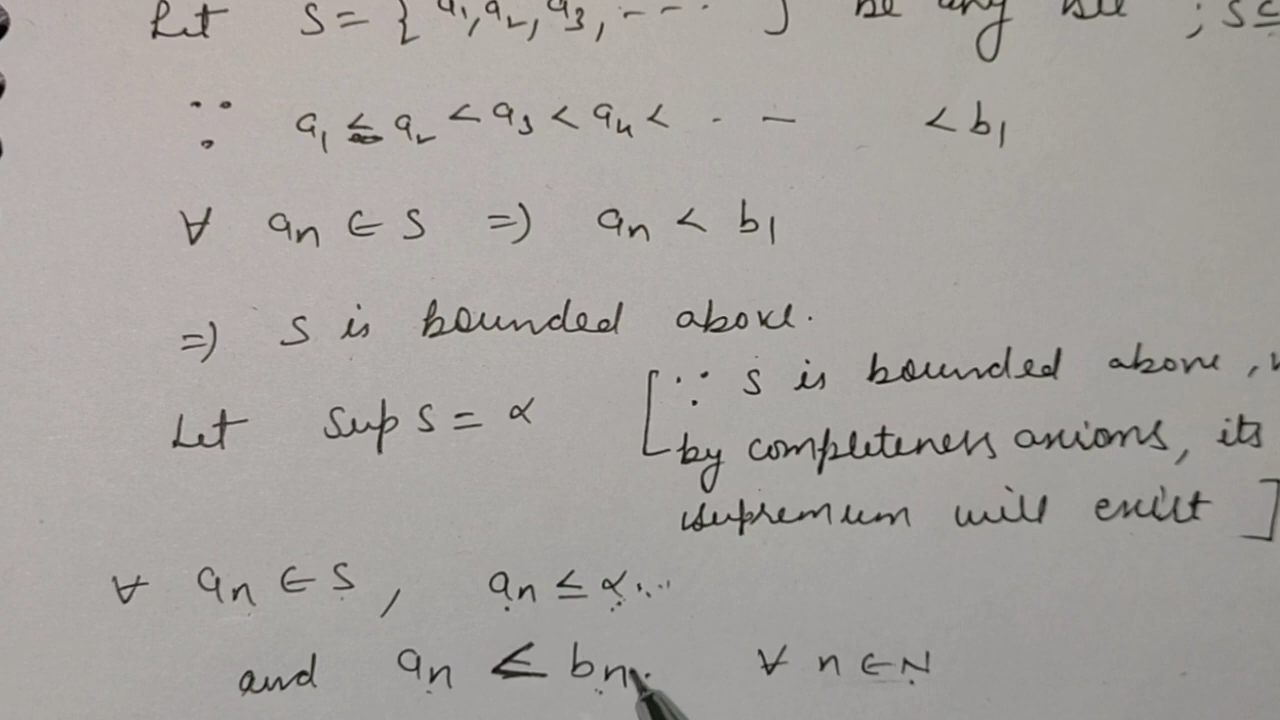 Let S = { a₁, a₂, a₃, ---- } be any set ; S ⊆
∵ a₁ ≤ a₂ < a₃ < a₄ < . - < b₁
∀ aₙ ∈ S ⇒ aₙ < b₁
⇒ S is bounded above.
Let Sup S = α [ ∵ S is bounded above,
by completeness axioms, its
supremum will exist ]
∀ aₙ ∈ S, aₙ ≤ α ...
and aₙ ≤ bₙ. ∀ n ∈ N